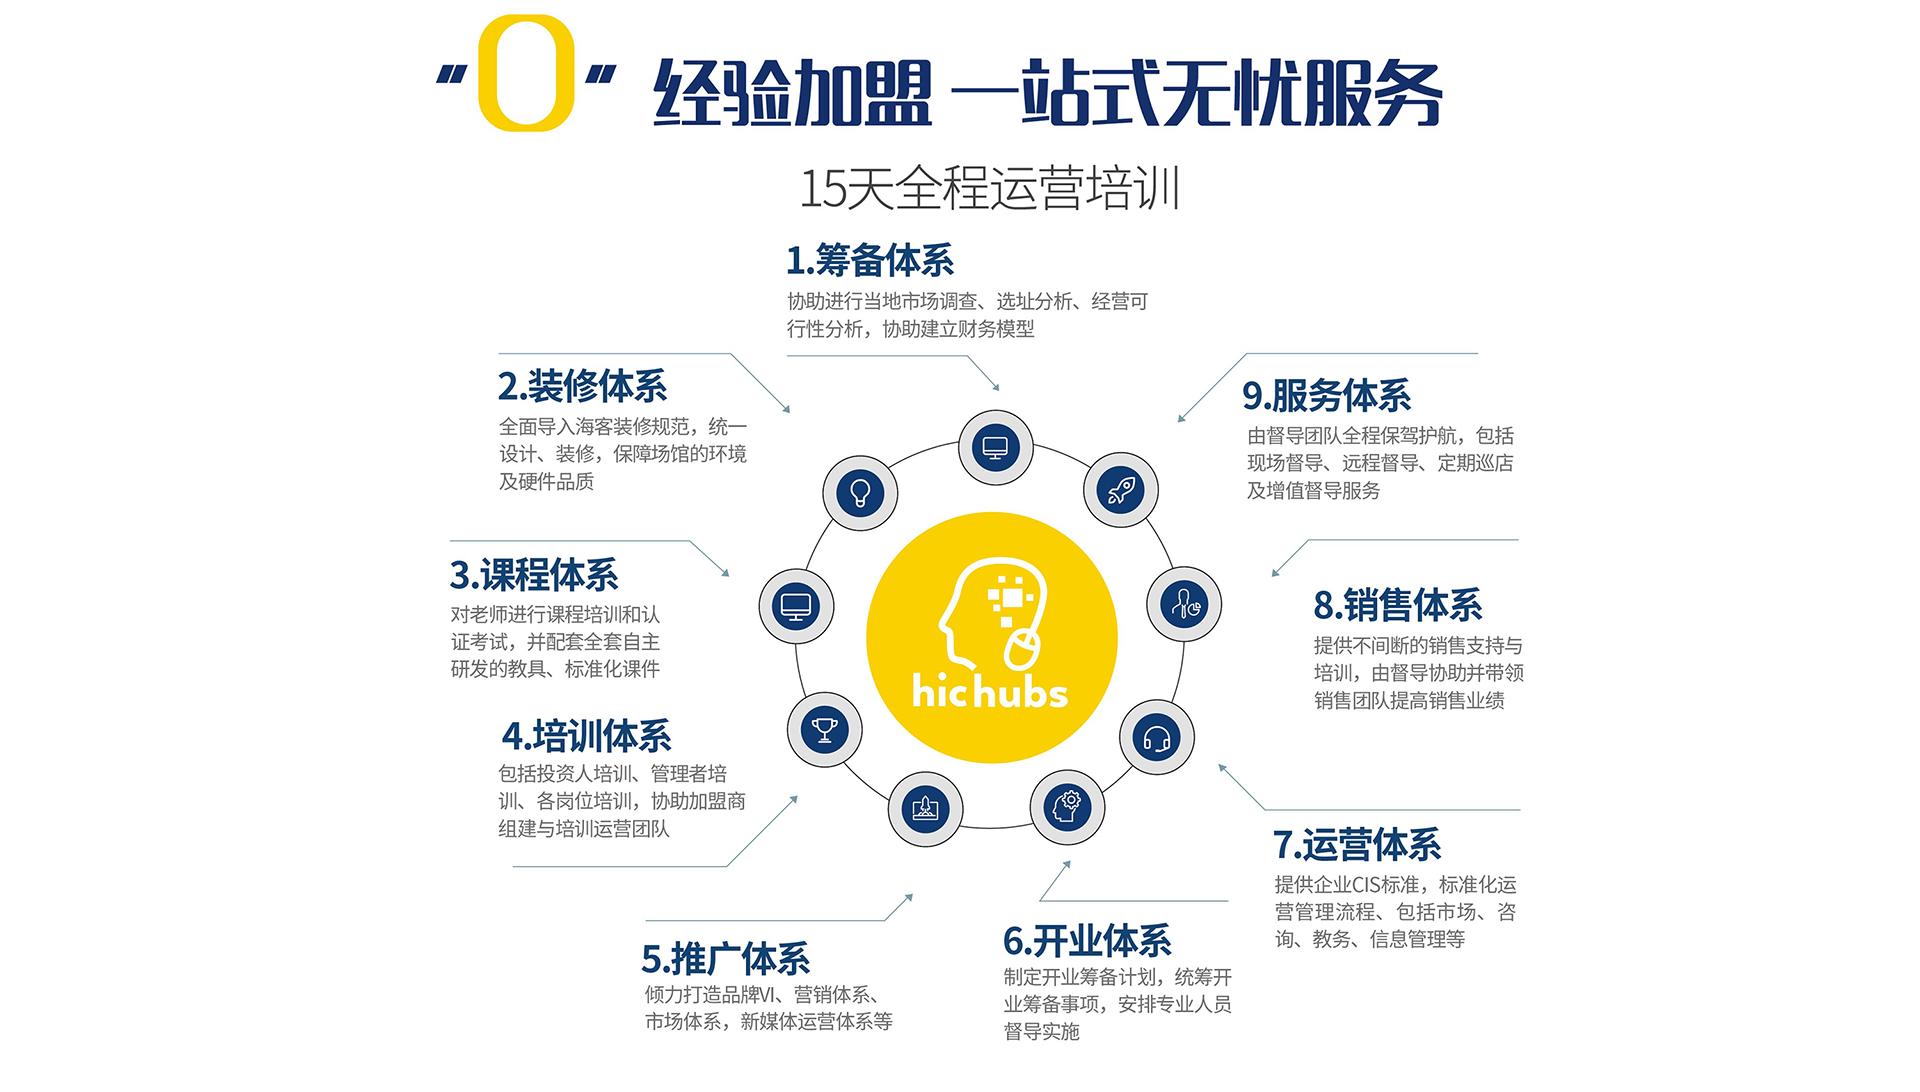 “0” 经验加盟 一站式无忧服务
15天全程运营培训
1.筹备体系
协助进行当地市场调查、选址分析、经营可
行性分析，协助建立财务模型
2.装修体系
全面导入海客装修规范，统一
设计、装修，保障场馆的环境
及硬件品质
3.课程体系
对老师进行课程培训和认
证考试，并配套全套自主
研发的教具、标准化课件
4.培训体系
包括投资人培训、管理者培
训、各岗位培训，协助加盟商
组建与培训运营团队
5.推广体系
倾力打造品牌VI、营销体系、
市场体系，新媒体运营体系等
6.开业体系
制定开业筹备计划，统筹开
业筹备事项，安排专业人员
督导实施
7.运营体系
提供企业CIS标准，标准化运
营管理流程、包括市场、咨
询、教务、信息管理等
8.销售体系
提供不间断的销售支持与
培训，由督导协助并带领
销售团队提高销售业绩
9.服务体系
由督导团队全程保驾护航，包括
现场督导、远程督导、定期巡店
及增值督导服务
hic hubs